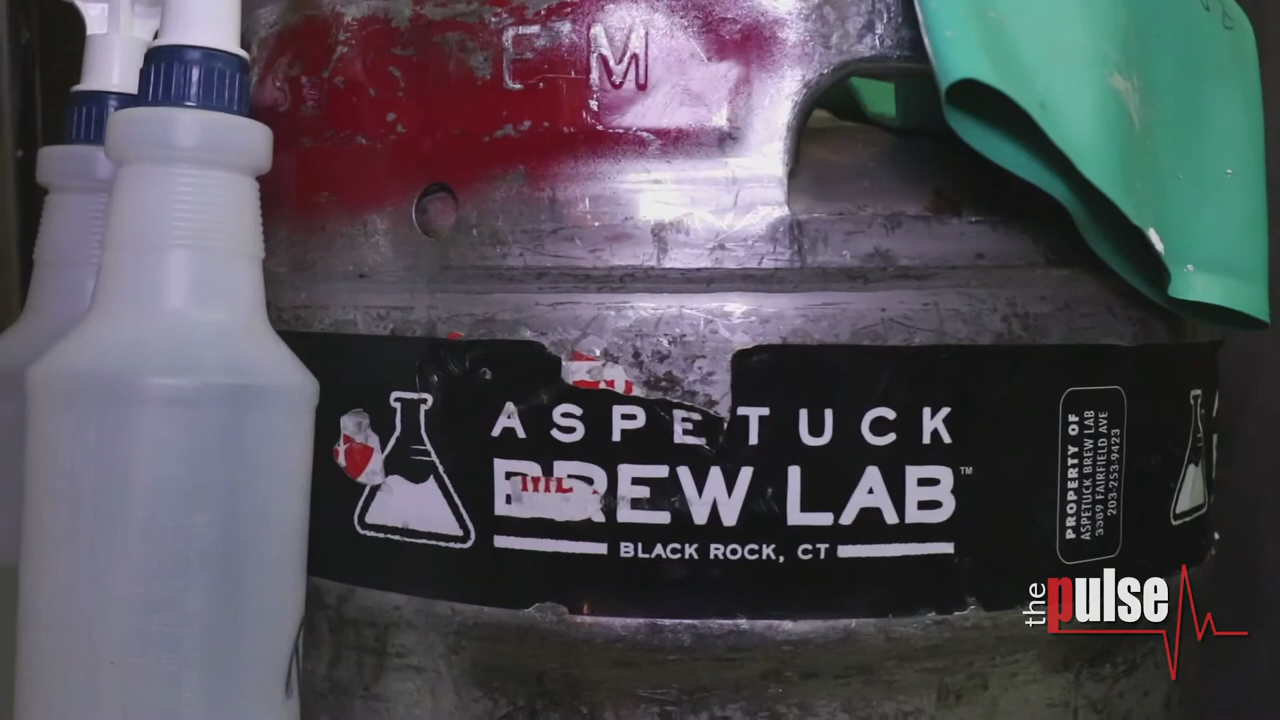 E M
ASPETUCK
BREW LAB™
BLACK ROCK, CT
PROPERTY OF
ASPETUCK BREW LAB
3389 FAIRFIELD AVE
203-253-9423
the pulse